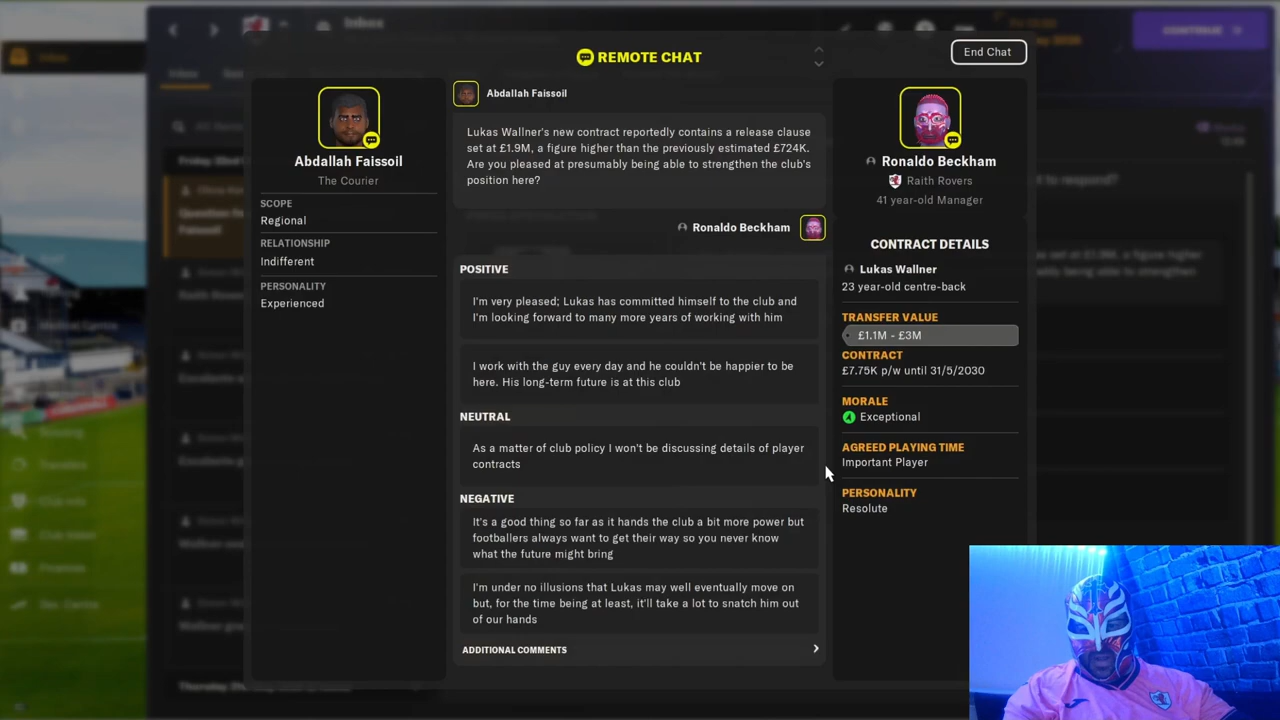 Inbox
CONTINUE
REMOTE CHAT
End Chat
Abdallah Faissoil
The Courier
SCOPE
Regional
RELATIONSHIP
Indifferent
PERSONALITY
Experienced
Abdallah Faissoil
Lukas Wallner's new contract reportedly contains a release clause
set at £1.9M, a figure higher than the previously estimated £724K.
Are you pleased at presumably being able to strengthen the club's
position here?
Ronaldo Beckham
POSITIVE
I'm very pleased; Lukas has committed himself to the club and
I'm looking forward to many more years of working with him
I work with the guy every day and he couldn't be happier to be
here. His long-term future is at this club
NEUTRAL
As a matter of club policy I won't be discussing details of player
contracts
NEGATIVE
It's a good thing so far as it hands the club a bit more power but
footballers always want to get their way so you never know
what the future might bring
I'm under no illusions that Lukas may well eventually move on
but, for the time being at least, it'll take a lot to snatch him out
of our hands
ADDITIONAL COMMENTS
Ronaldo Beckham
Raith Rovers
41 year-old Manager
CONTRACT DETAILS
Lukas Wallner
23 year-old centre-back
TRANSFER VALUE
£1.1M - £3M
CONTRACT
£7.75K p/w until 31/5/2030
MORALE
Exceptional
AGREED PLAYING TIME
Important Player
PERSONALITY
Resolute